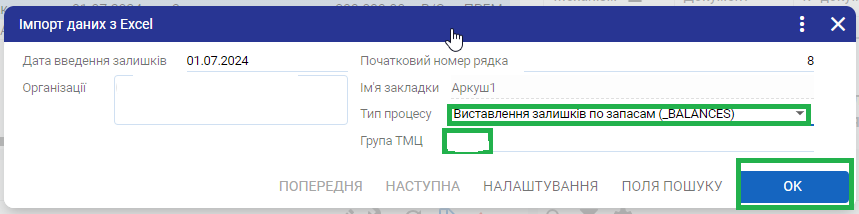 Імпорт даних з Excel
Дата введення залишків 01.07.2024 Початковий номер рядка 8
Організації Ім'я закладки Аркуш1
Тип процесу Виставлення залишків по запасам (_BALANCES)
Група ТМЦ
ПОПЕРЕДНЯ НАСТУПНА НАЛАШТУВАННЯ ПОЛЯ ПОШУКУ ОК